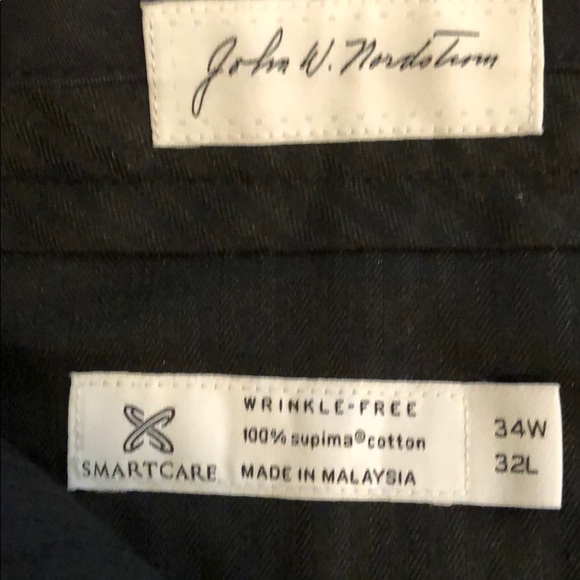 John W. Nordstrom
WRINKLE-FREE
100% supima® cotton
SMARTCARE
MADE IN MALAYSIA
34W
32L